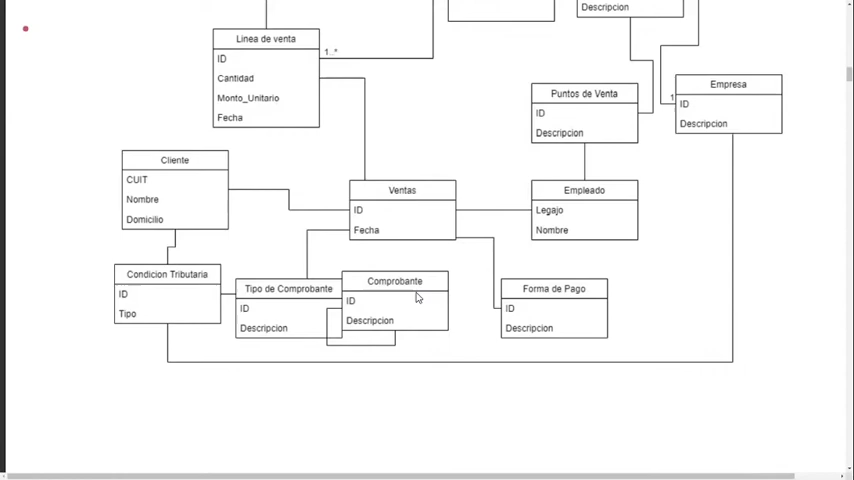 Descripcion
Linea de venta
ID
Cantidad
Monto_Unitario
Fecha
1..*
Puntos de Venta
ID
Descripcion
Empresa
1
ID
Descripcion
Cliente
CUIT
Nombre
Domicilio
Ventas
ID
Fecha
Empleado
Legajo
Nombre
Condicion Tributaria
ID
Tipo
Tipo de Comprobante
ID
Descripcion
Comprobante
ID
Descripcion
Forma de Pago
ID
Descripcion